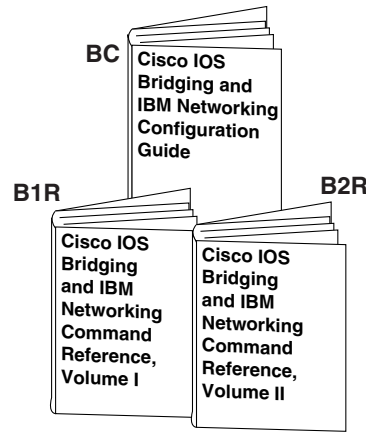 BC
Cisco IOS
Bridging and
IBM Networking
Configuration
Guide
B1R
Cisco IOS
Bridging
and IBM
Networking
Command
Reference,
Volume I
B2R
Cisco IOS
Bridging
and IBM
Networking
Command
Reference,
Volume II